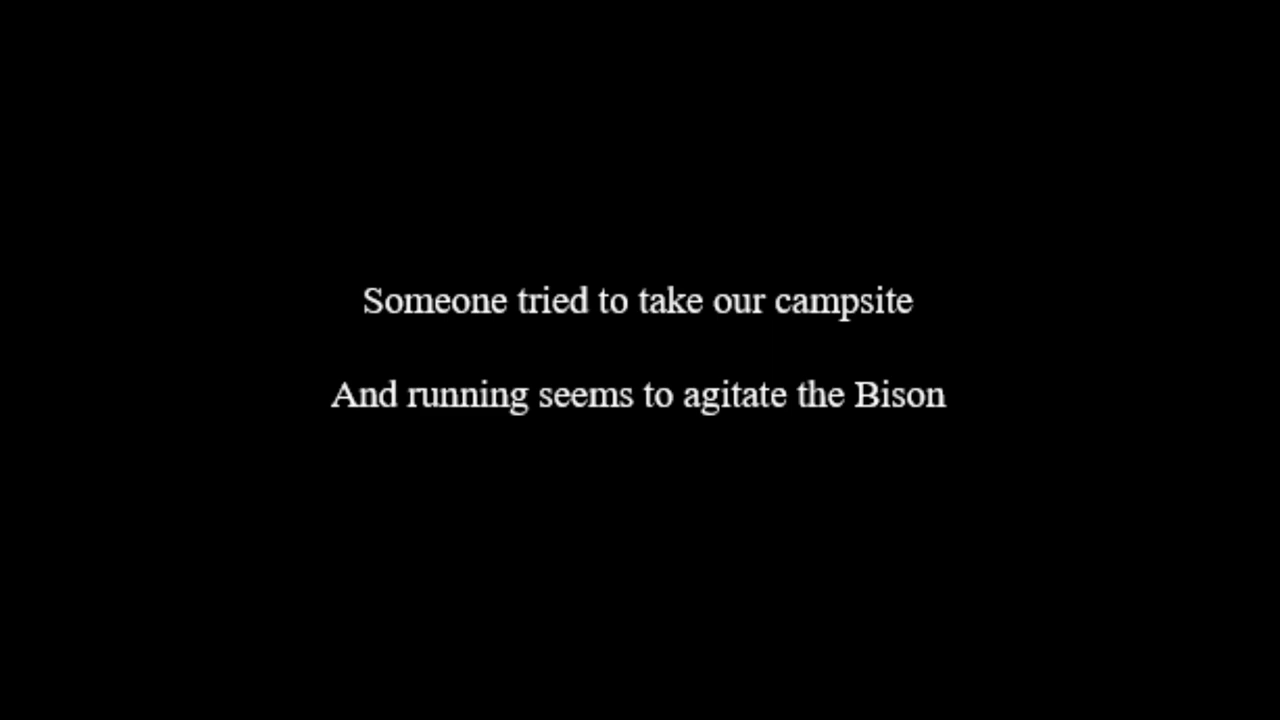 Someone tried to take our campsite
And running seems to agitate the Bison